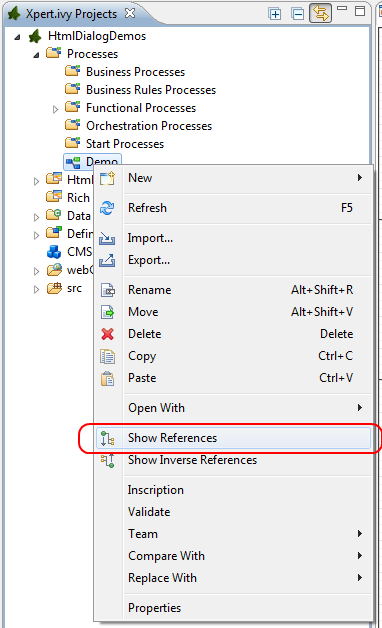 Xpert.ivy Projects
HtmlDialogDemos
Processes
Business Processes
Business Rules Processes
Functional Processes
Orchestration Processes
Start Processes
Demo
Html
Rich
Data
Defin
CMS
webC
src
New
Refresh F5
Import...
Export...
Rename Alt+Shift+R
Move Alt+Shift+V
Delete Delete
Copy Ctrl+C
Paste Ctrl+V
Open With
Show References
Show Inverse References
Inscription
Validate
Team
Compare With
Replace With
Properties